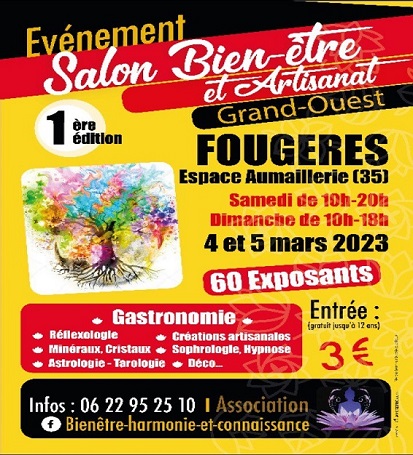 Evénement
Salon Bien-être
et Artisanat
Grand-Ouest
1ère
édition
FOUGERES
Espace Aumaillerie (35)
Samedi de 10h-20h
Dimanche de 10h-18h
4 et 5 mars 2023
60 Exposants
Gastronomie
Réflexologie
Créations artisanales
Minéraux, Cristaux
Sophrologie, Hypnose
Astrologie - Tarologie
Déco...
Entrée :
(gratuit jusqu'à 12 ans)
3 €
Infos : 06 22 95 25 10 I Association
f Bienêtre-harmonie-et-connaissance